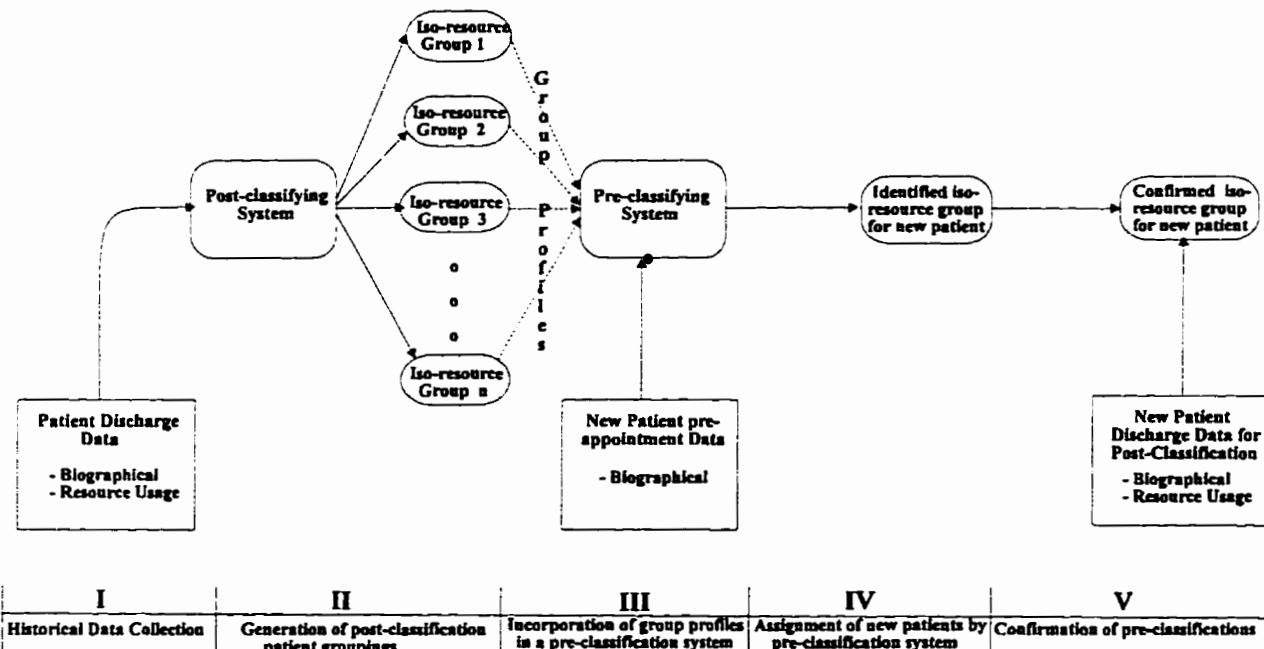 Iso-resource
Group 1
Iso-resource
Group 2
Iso-resource
Group 3
o
o
o
Iso-resource
Group n
Group
Profiles
Post-classifying
System
Pre-classifying
System
Identified iso-
resource group
for new patient
Confirmed iso-
resource group
for new patient
Patient Discharge
Data
- Biographical
- Resource Usage
New Patient pre-
appointment Data
- Biographical
New Patient
Discharge Data for
Post-Classification
- Biographical
- Resource Usage
I
II
III
IV
V
Historical Data Collection
Generation of post-classification
patient groupings
Incorporation of group profiles
in a pre-classification system
Assignment of new patients by
pre-classification system
Confirmation of pre-classifications